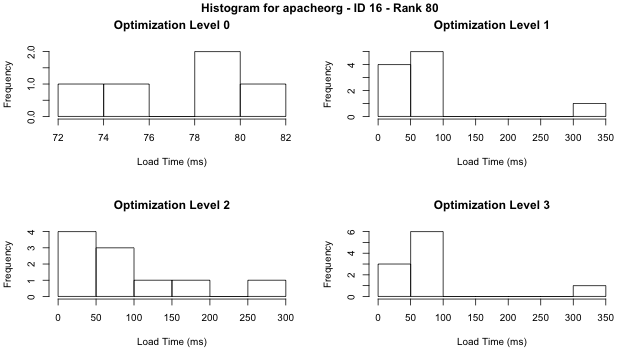 Histogram for apacheorg - ID 16 - Rank 80
Optimization Level 0
Frequency
0.0 1.0 2.0
72 74 76 78 80 82
Load Time (ms)
Optimization Level 1
Frequency
0 2 4
0 50 100 150 200 250 300 350
Load Time (ms)
Optimization Level 2
Frequency
0 1 2 3 4
0 50 100 150 200 250 300
Load Time (ms)
Optimization Level 3
Frequency
0 2 4 6
0 50 100 150 200 250 300 350
Load Time (ms)